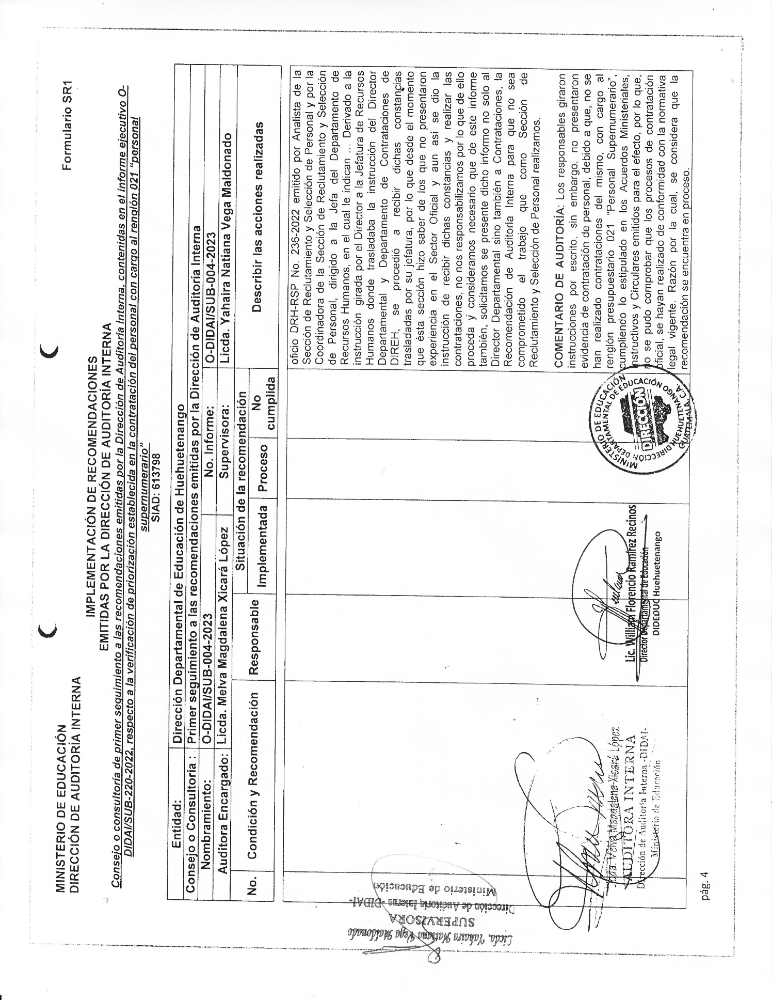 MINISTERIO DE EDUCACIÓN
DIRECCIÓN DE AUDITORÍA INTERNA
Formulario SR1
IMPLEMENTACIÓN DE RECOMENDACIONES
EMITIDAS POR LA DIRECCIÓN DE AUDITORÍA INTERNA
Consejo o consultoría de primer seguimiento a las recomendaciones emitidas por la Dirección de Auditoría Interna, contenidas en el informe ejecutivo O-
DIDAI/SUB-220-2022, respecto a la verificación de priorización establecida en la contratación del personal con cargo al renglón 021 "personal
supernumerario"
SIAD: 613798
Entidad: Dirección Departamental de Educación de Huehuetenango
Consejo o Consultoría : Primer seguimiento a las recomendaciones emitidas por la Dirección de Auditoría Interna
Nombramiento: O-DIDAI/SUB-004-2023 No. Informe: O-DIDAI/SUB-004-2023
Auditora Encargado: Licda. Melva Magdalena Xicará López Supervisora: Licda. Yahaira Natiana Vega Maldonado
No. Condición y Recomendación Responsable Situación de la recomendación Describir las acciones realizadas
Implementada Proceso No cumplida
oficio DRH-RSP No. 236-2022 emitido por Analista de la
Sección de Reclutamiento y Selección de Personal y por la
Coordinadora de la Sección de Reclutamiento y Selección
de Personal, dirigido a la Jefa del Departamento de
Recursos Humanos, en el cual le indican ... Derivado a la
instrucción girada por el Director a la Jefatura de Recursos
Humanos donde trasladaba la instrucción del Director
Departamental y Departamento de Contrataciones de
DIREH, se procedió a recibir dichas constancias
trasladadas por su jefatura, por lo que desde el momento
que ésta sección hizo saber de los que no presentaron
experiencia en el Sector Oficial y aun así se dio la
instrucción de recibir dichas constancias y realizar las
contrataciones, no nos responsabilizamos por lo que de ello
proceda y consideramos necesario que de este informe
también, solicitamos se presente dicho informo no solo al
Director Departamental sino también a Contrataciones, la
Recomendación de Auditoria Interna para que no sea
comprometido el trabajo que como Sección de
Reclutamiento y Selección de Personal realizamos.
COMENTARIO DE AUDITORÍA: Los responsables giraron
instrucciones por escrito, sin embargo, no presentaron
evidencia de contratación de personal, debido a que, no se
han realizado contrataciones del mismo, con cargo al
renglón presupuestario 021 "Personal Supernumerario",
cumpliendo lo estipulado en los Acuerdos Ministeriales,
Instructivos y Circulares emitidos para el efecto, por lo que,
no se pudo comprobar que los procesos de contratación
oficial, se hayan realizado de conformidad con la normativa
legal vigente. Razón por la cual, se considera que la
recomendación se encuentra en proceso.
MINISTERIO DE EDUCACIÓN
DIRECCIÓN DEPARTAMENTAL DE EDUCACIÓN
DIRECCIÓN
HUEHUETENANGO
GUATEMALA, C.A.
Lic. William Florencio Ramírez Recinos
Director Departamental de Educación
DIDEDUC Huehuetenango
Licda. Melva Magdalena Xicará López
AUDITORA INTERNA
Dirección de Auditoría Interna -DIDAI-
Ministerio de Educación
Licda. Yahaira Natiana Vega Maldonado
SUPERVISORA
Dirección de Auditoría Interna -DIDAI-
Ministerio de Educación
pág. 4